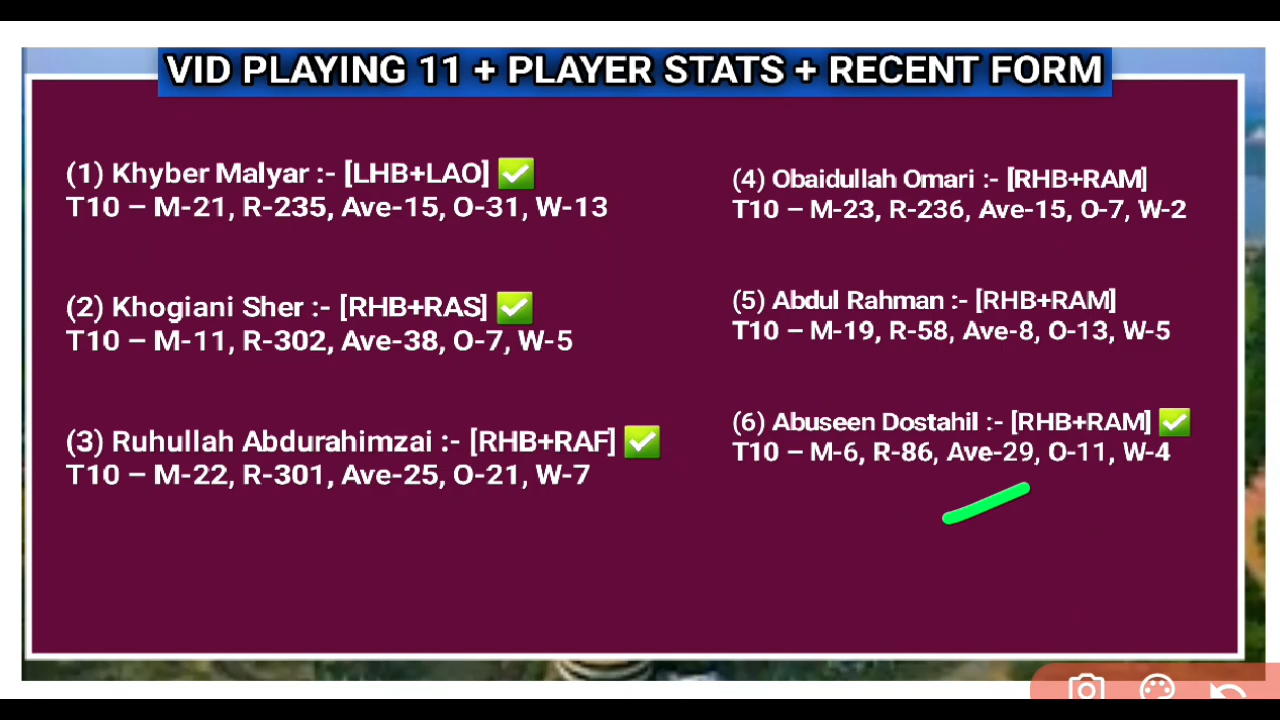 VID PLAYING 11 + PLAYER STATS + RECENT FORM
(1) Khyber Malyar :- [LHB+LAO] ✅
T10 – M-21, R-235, Ave-15, O-31, W-13
(2) Khogiani Sher :- [RHB+RAS] ✅
T10 – M-11, R-302, Ave-38, O-7, W-5
(3) Ruhullah Abdurahimzai :- [RHB+RAF] ✅
T10 – M-22, R-301, Ave-25, O-21, W-7
(4) Obaidullah Omari :- [RHB+RAM]
T10 – M-23, R-236, Ave-15, O-7, W-2
(5) Abdul Rahman :- [RHB+RAM]
T10 – M-19, R-58, Ave-8, O-13, W-5
(6) Abuseen Dostahil :- [RHB+RAM] ✅
T10 – M-6, R-86, Ave-29, O-11, W-4